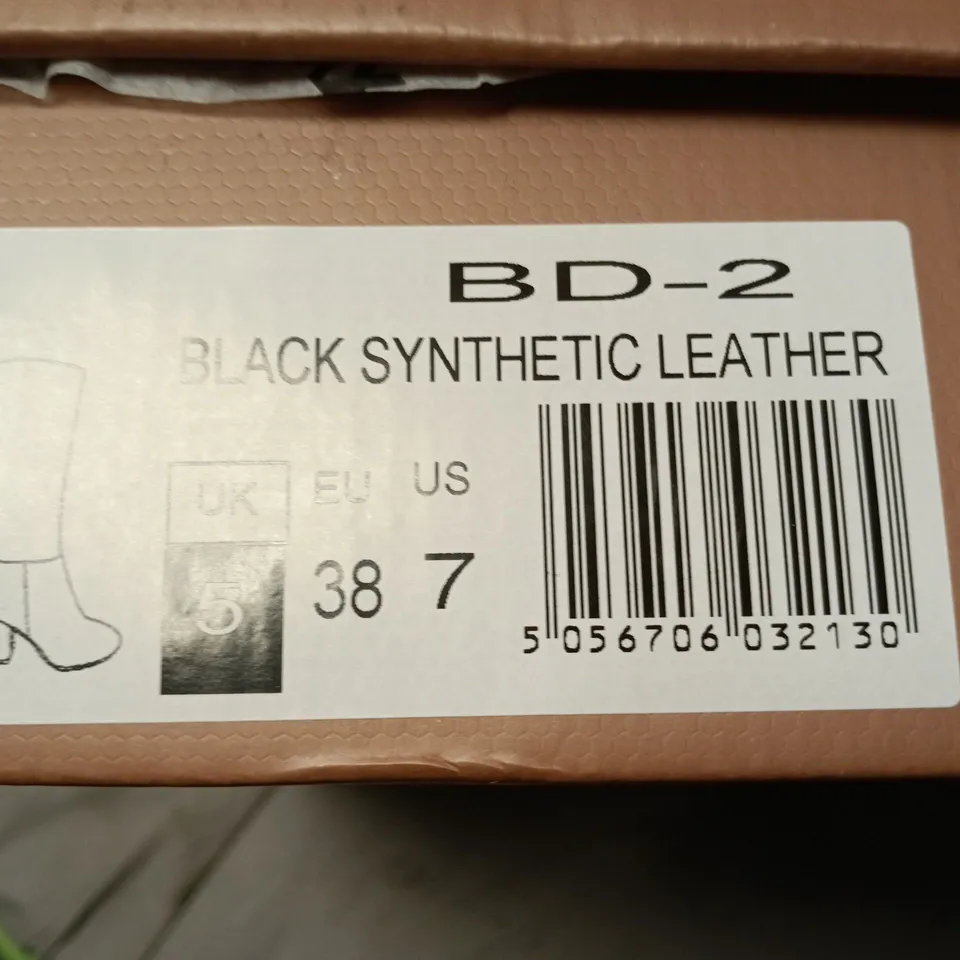 BD-2
BLACK SYNTHETIC LEATHER
UK EU US
5 38 7
5 056706 032130